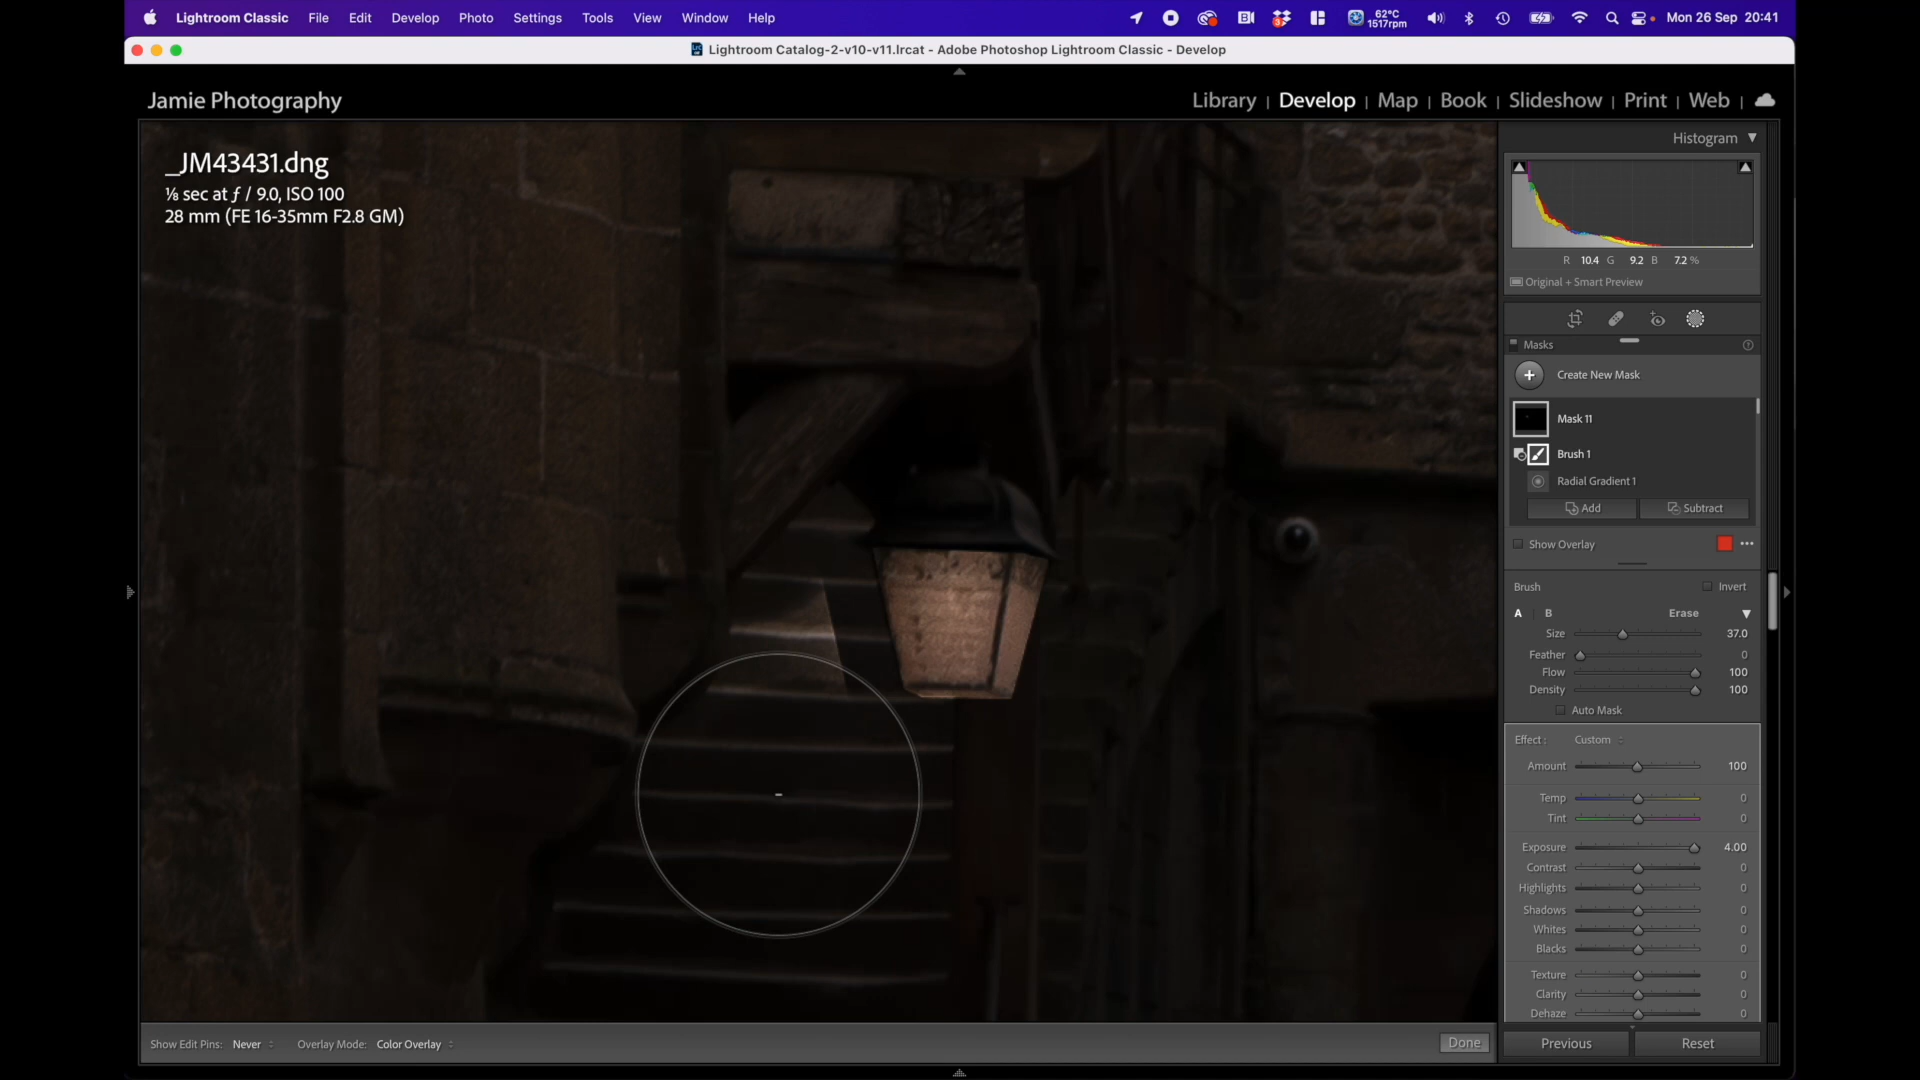 Lightroom Classic File Edit Develop Photo Settings Tools View Window Help 3 62°C 1517rpm Mon 26 Sep 20:41
Lightroom Catalog-2-v10-v11.lrcat - Adobe Photoshop Lightroom Classic - Develop
Jamie Photography
Library | Develop | Map | Book | Slideshow | Print | Web |
_JM43431.dng
⅛ sec at ƒ / 9.0, ISO 100
28 mm (FE 16-35mm F2.8 GM)
Histogram
R 10.4 G 9.2 B 7.2 %
Original + Smart Preview
Masks
Create New Mask
Mask 11
Brush 1
Radial Gradient 1
Add Subtract
Show Overlay
Brush Invert
A B Erase
Size 37.0
Feather 0
Flow 100
Density 100
Auto Mask
Effect : Custom
Amount 100
Temp 0
Tint 0
Exposure 4.00
Contrast 0
Highlights 0
Shadows 0
Whites 0
Blacks 0
Texture 0
Clarity 0
Dehaze 0
Show Edit Pins: Never Overlay Mode: Color Overlay Done
Previous Reset